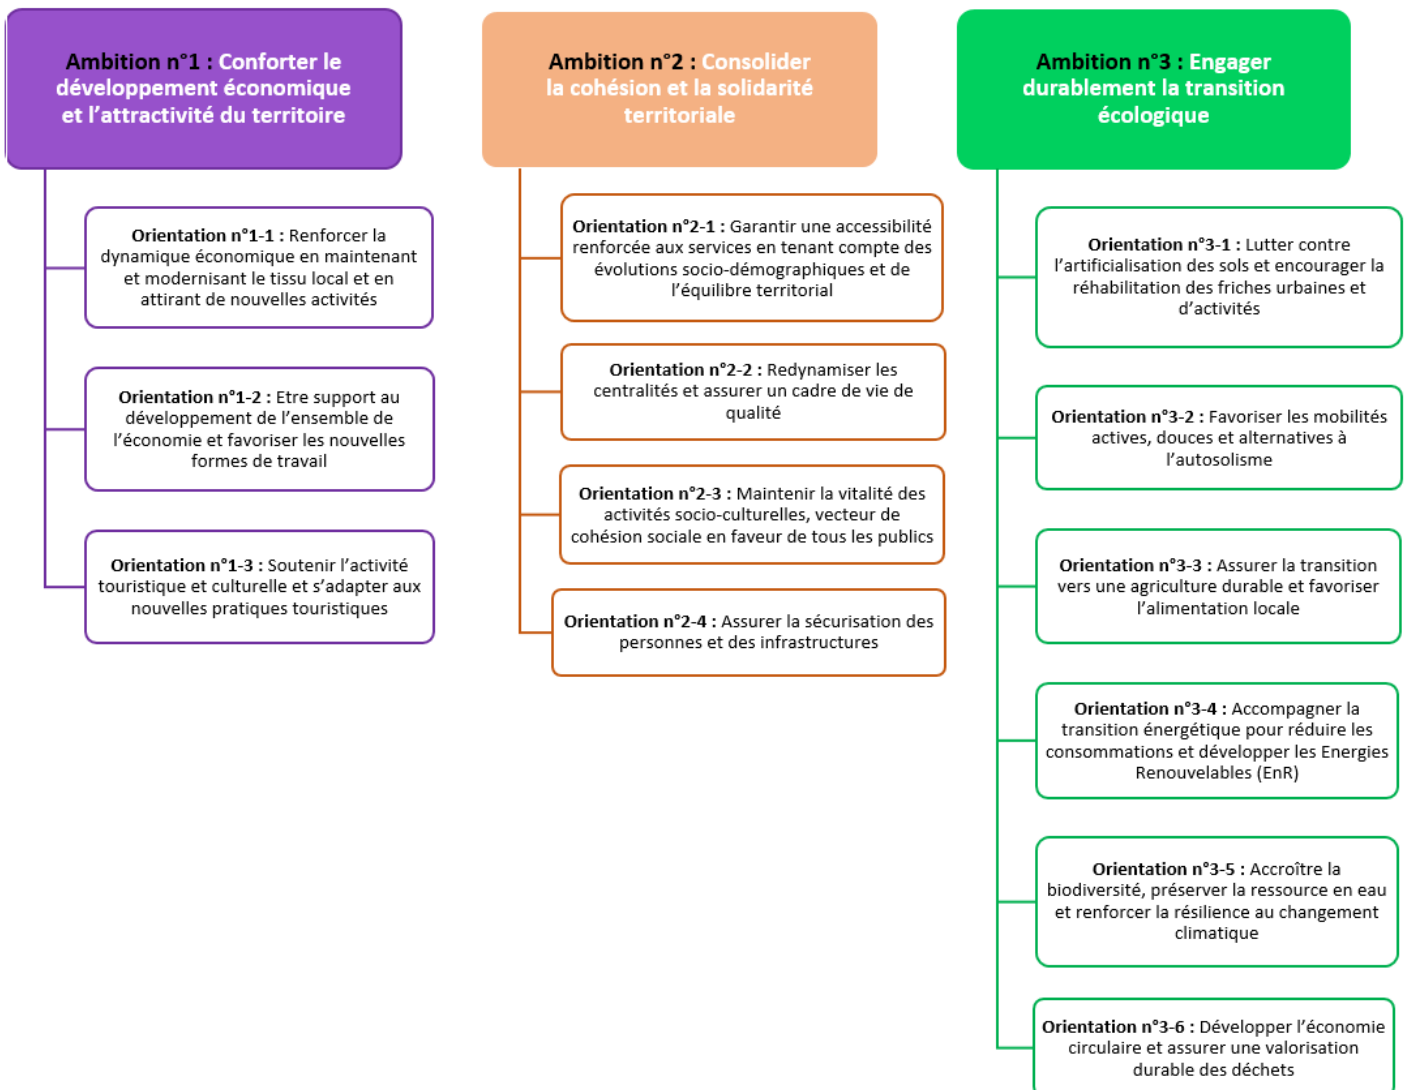 Ambition n°1 : Conforter le
développement économique
et l’attractivité du territoire
Orientation n°1-1 : Renforcer la
dynamique économique en maintenant
et modernisant le tissu local et en
attirant de nouvelles activités
Orientation n°1-2 : Etre support au
développement de l’ensemble de
l’économie et favoriser les nouvelles
formes de travail
Orientation n°1-3 : Soutenir l’activité
touristique et culturelle et s’adapter aux
nouvelles pratiques touristiques
Ambition n°2 : Consolider
la cohésion et la solidarité
territoriale
Orientation n°2-1 : Garantir une accessibilité
renforcée aux services en tenant compte des
évolutions socio-démographiques et de
l’équilibre territorial
Orientation n°2-2 : Redynamiser les
centralités et assurer un cadre de vie de
qualité
Orientation n°2-3 : Maintenir la vitalité des
activités socio-culturelles, vecteur de
cohésion sociale en faveur de tous les publics
Orientation n°2-4 : Assurer la sécurisation des
personnes et des infrastructures
Ambition n°3 : Engager
durablement la transition
écologique
Orientation n°3-1 : Lutter contre
l’artificialisation des sols et encourager la
réhabilitation des friches urbaines et
d’activités
Orientation n°3-2 : Favoriser les mobilités
actives, douces et alternatives à
l’autosolisme
Orientation n°3-3 : Assurer la transition
vers une agriculture durable et favoriser
l’alimentation locale
Orientation n°3-4 : Accompagner la
transition énergétique pour réduire les
consommations et développer les Energies
Renouvelables (EnR)
Orientation n°3-5 : Accroître la
biodiversité, préserver la ressource en eau
et renforcer la résilience au changement
climatique
Orientation n°3-6 : Développer l’économie
circulaire et assurer une valorisation
durable des déchets